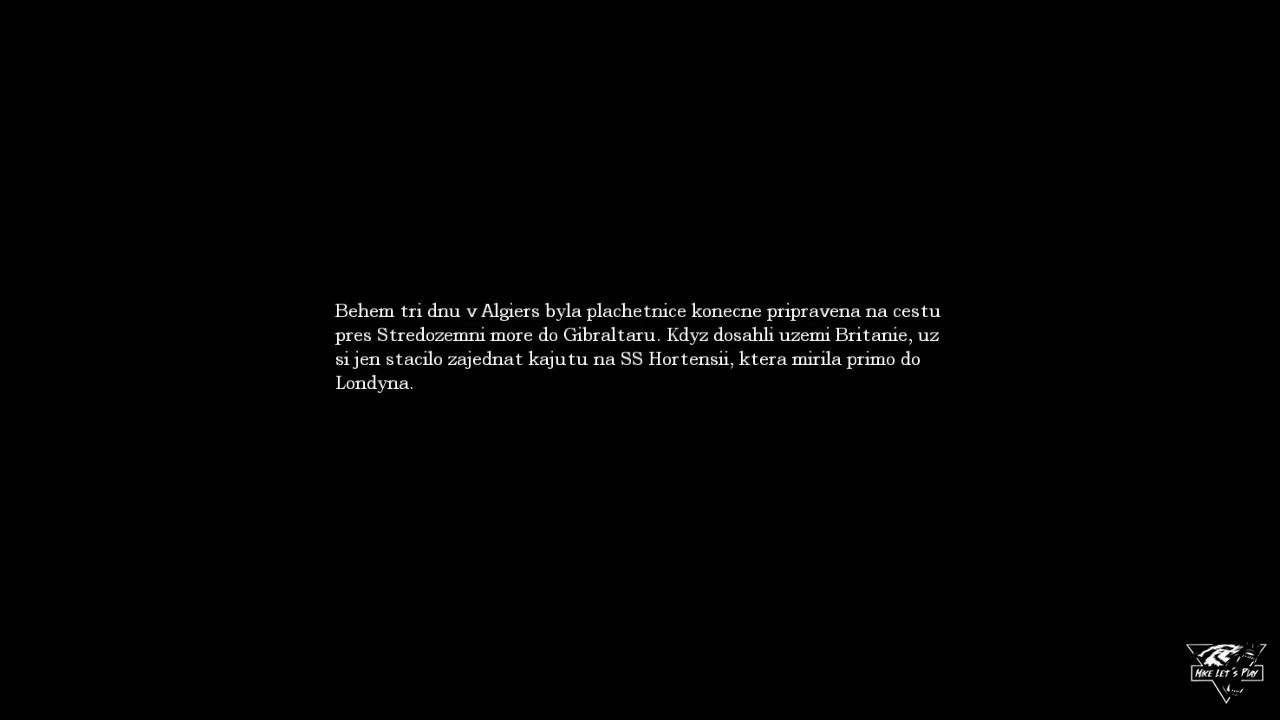 Behem tri dnu v Algiers byla plachetnice konecne pripravena na cestu
pres Stredozemni more do Gibraltaru. Kdyz dosahli uzemi Britanie, uz
si jen stacilo zajednat kajutu na SS Hortensii, ktera mirila primo do
Londyna.
Mike Let's Play